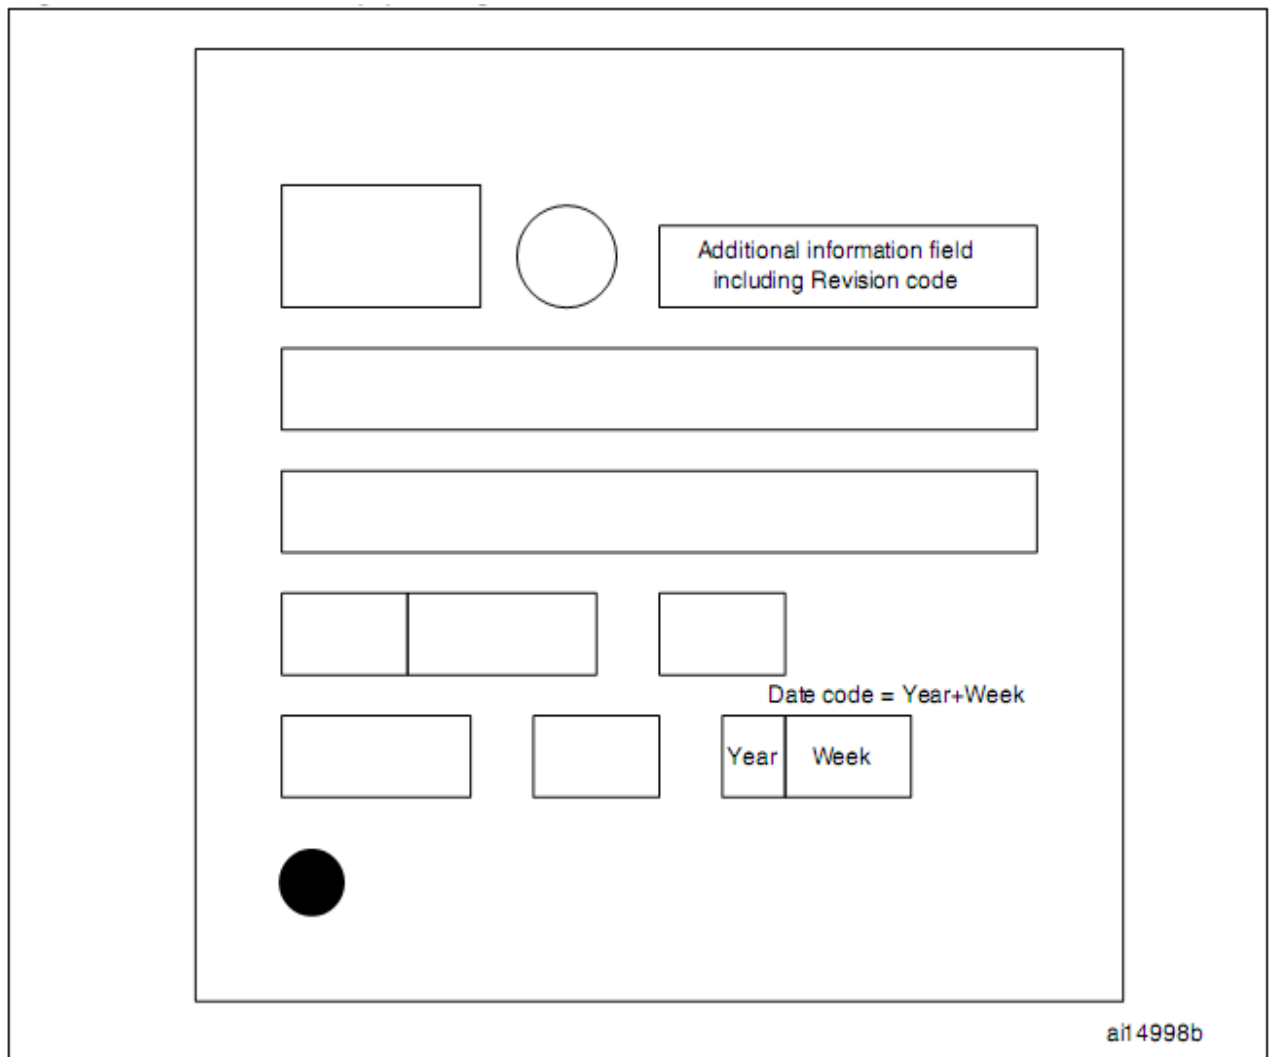 Additional information field
including Revision code
Date code = Year+Week
Year Week
ai14998b